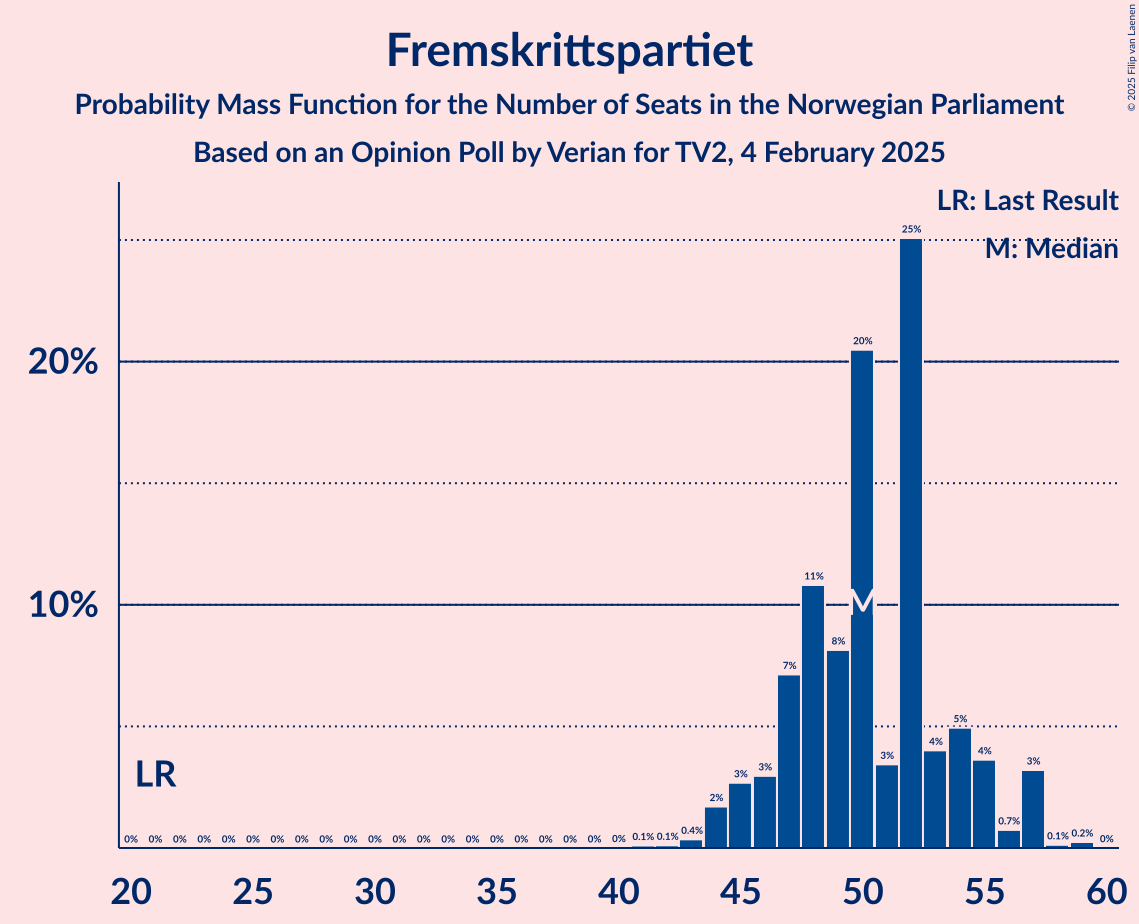 Fremskrittspartiet
Probability Mass Function for the Number of Seats in the Norwegian Parliament
Based on an Opinion Poll by Verian for TV2, 4 February 2025
© 2025 Filip van Laenen
LR: Last Result
M: Median
20%
10%
LR
M
0% 0% 0% 0% 0% 0% 0% 0% 0% 0% 0% 0% 0% 0% 0% 0% 0% 0% 0% 0% 0% 0.1% 0.1% 0.4% 2% 3% 3% 7% 11% 8% 20% 3% 25% 4% 5% 4% 0.7% 3% 0.1% 0.2% 0%
20 25 30 35 40 45 50 55 60